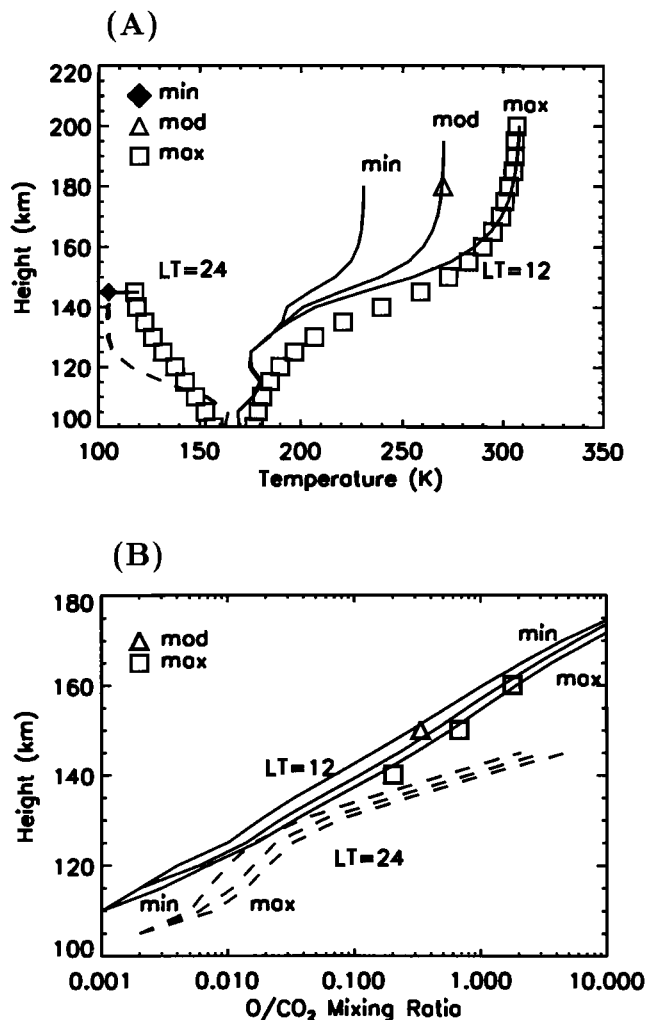 (A)
220
200
180
160
140
120
100
Height (km)
min
mod
max
min
mod
max
LT=24
LT=12
100 150 200 250 300 350
Temperature (K)
(B)
180
160
140
120
100
Height (km)
mod
max
min
max
LT=12
LT=24
min
max
0.001 0.010 0.100 1.000 10.000
O/CO₂ Mixing Ratio